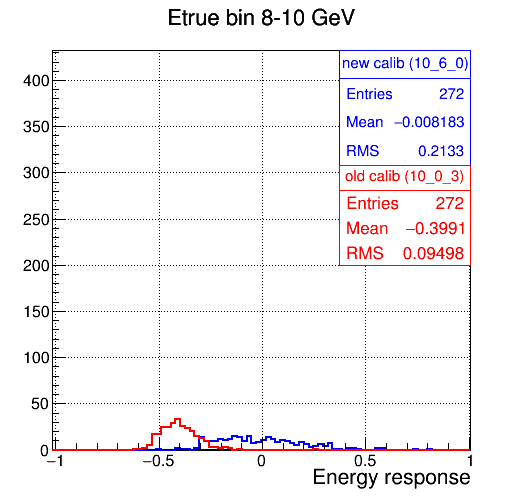 Etrue bin 8-10 GeV
new calib (10_6_0)
Entries 272
Mean −0.008183
RMS 0.2133
old calib (10_0_3)
Entries 272
Mean −0.3991
RMS 0.09498
400
350
300
250
200
150
100
50
0
−1 −0.5 0 0.5 1
Energy response